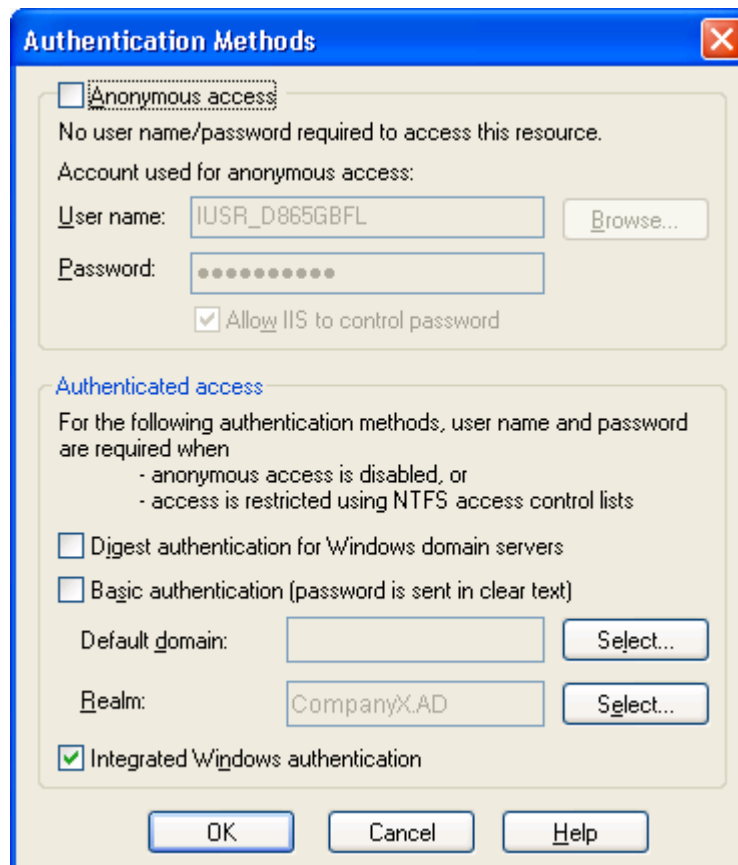 Authentication Methods
Anonymous access
No user name/password required to access this resource.
Account used for anonymous access:
User name: IUSR_D865GBFL Browse...
Password: ●●●●●●●●●●
Allow IIS to control password
Authenticated access
For the following authentication methods, user name and password
are required when
- anonymous access is disabled, or
- access is restricted using NTFS access control lists
Digest authentication for Windows domain servers
Basic authentication (password is sent in clear text)
Default domain: Select...
Realm: CompanyX.AD Select...
Integrated Windows authentication
OK Cancel Help